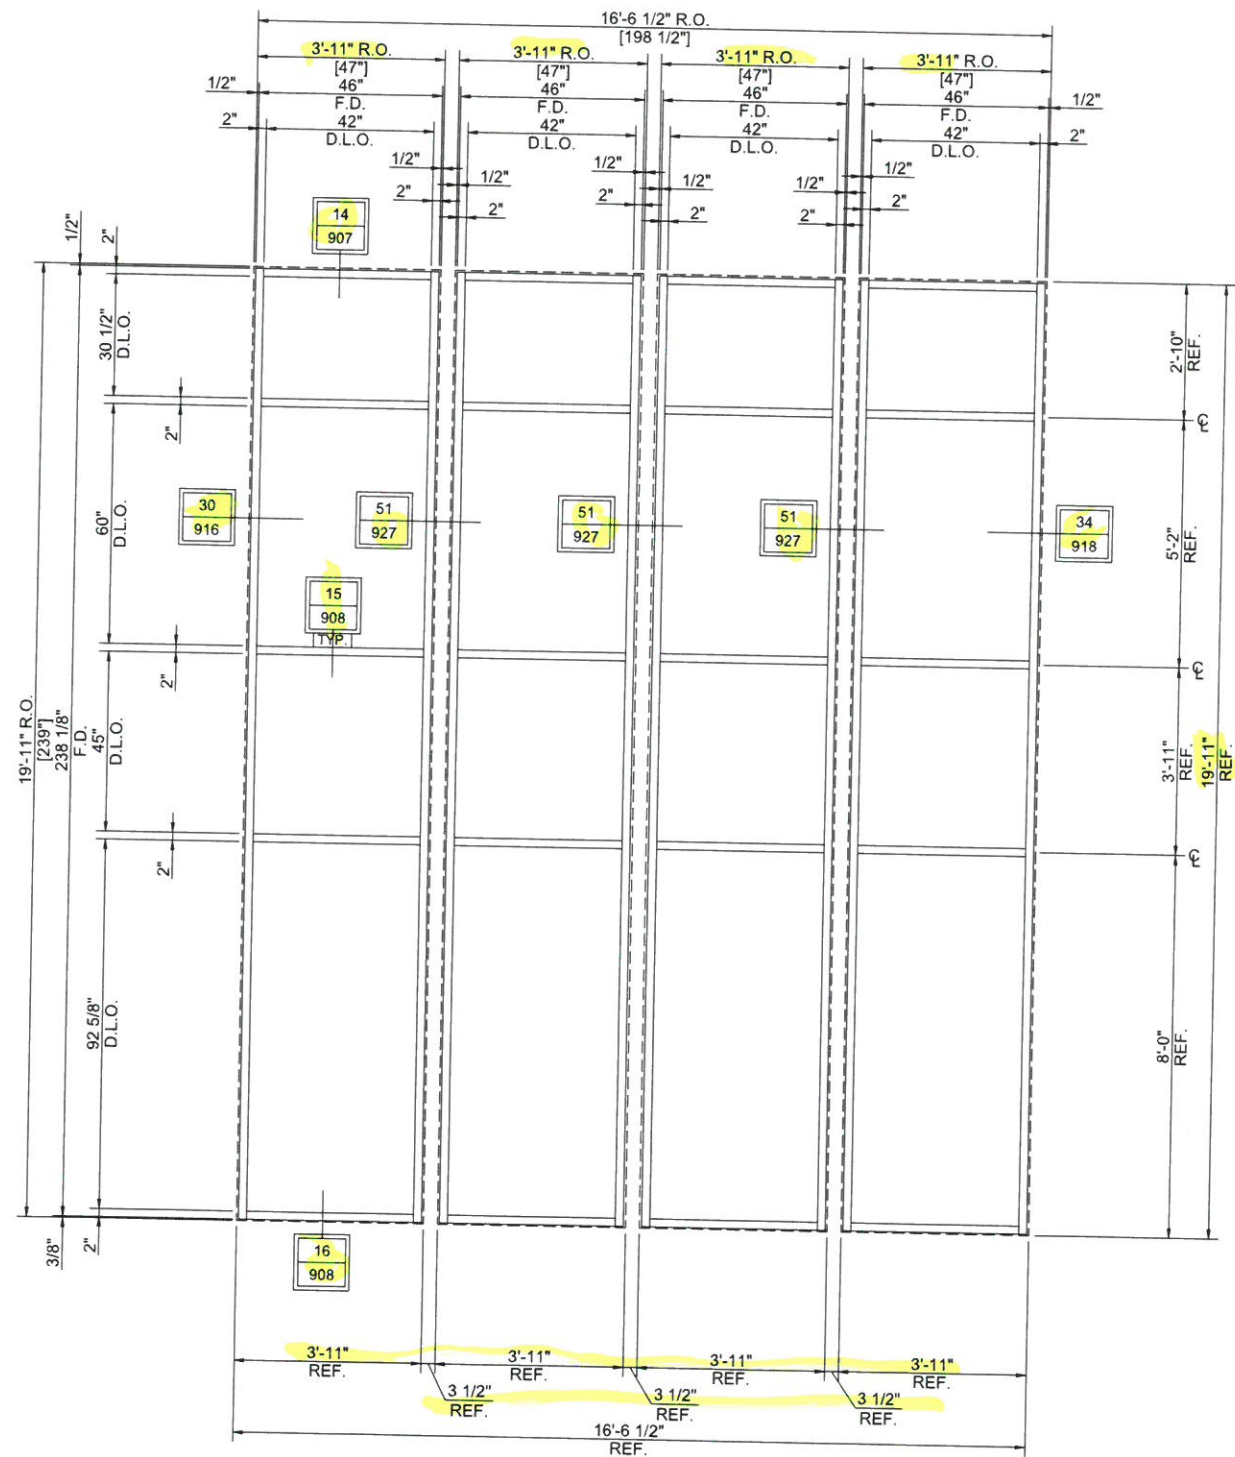 16'-6 1/2" R.O.
[198 1/2"]
3'-11" R.O.
[47"]
46"
F.D.
42"
D.L.O.
3'-11" R.O.
[47"]
46"
F.D.
42"
D.L.O.
3'-11" R.O.
[47"]
46"
F.D.
42"
D.L.O.
3'-11" R.O.
[47"]
46"
F.D.
42"
D.L.O.
1/2"
2"
1/2"
2"
1/2"
2"
1/2"
2"
1/2"
2"
1/2"
2"
1/2"
2"
1/2"
2"
14
907
1/2"
2"
30 1/2"
D.L.O.
2"
60"
D.L.O.
2"
45"
D.L.O.
2"
92 5/8"
D.L.O.
19'-11" R.O.
[239"]
238 1/8"
F.D.
3/8"
2"
30
916
51
927
51
927
51
927
34
918
15
908
TYP.
2'-10"
REF.
℄
5'-2"
REF.
℄
3'-11"
REF.
19'-11"
REF.
℄
8'-0"
REF.
16
908
3'-11"
REF.
3'-11"
REF.
3'-11"
REF.
3'-11"
REF.
3 1/2"
REF.
3 1/2"
REF.
3 1/2"
REF.
16'-6 1/2"
REF.